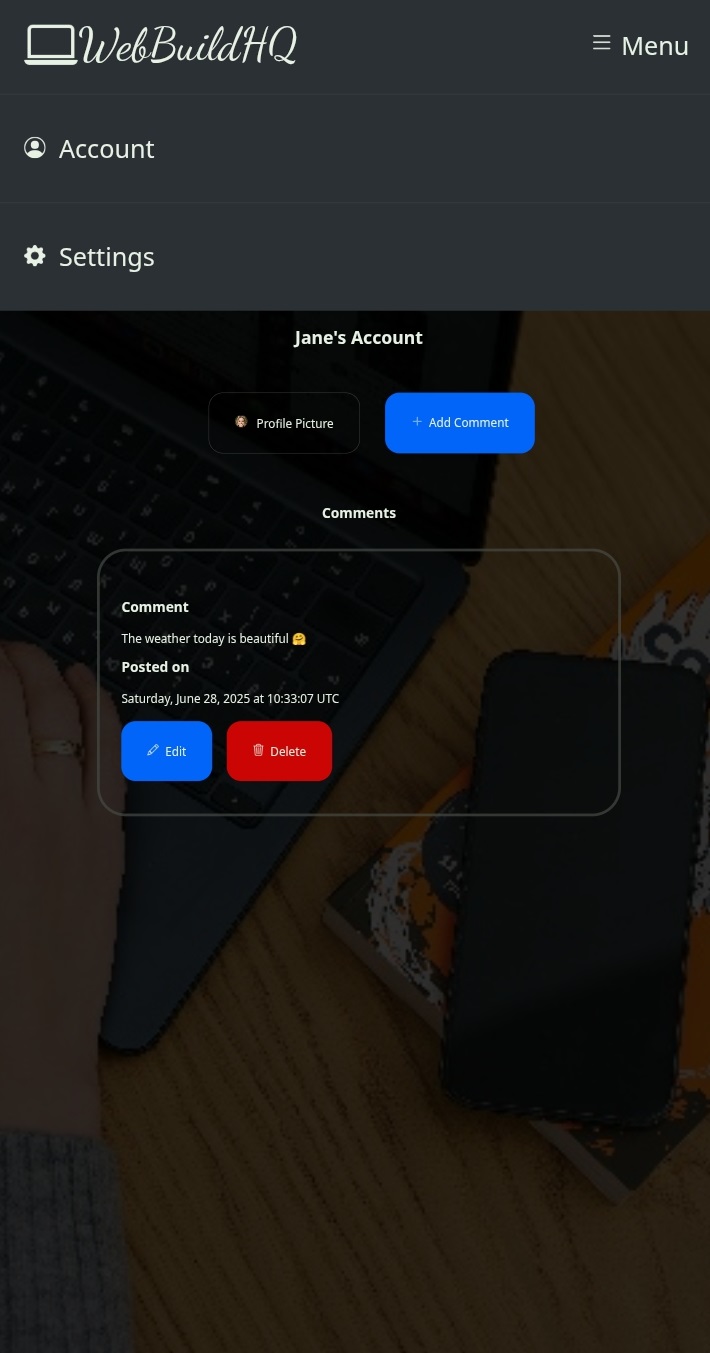 WebBuildHQ
Menu
Account
Settings
Jane's Account
Profile Picture
Add Comment
Comments
Comment
The weather today is beautiful 🤗
Posted on
Saturday, June 28, 2025 at 10:33:07 UTC
Edit
Delete